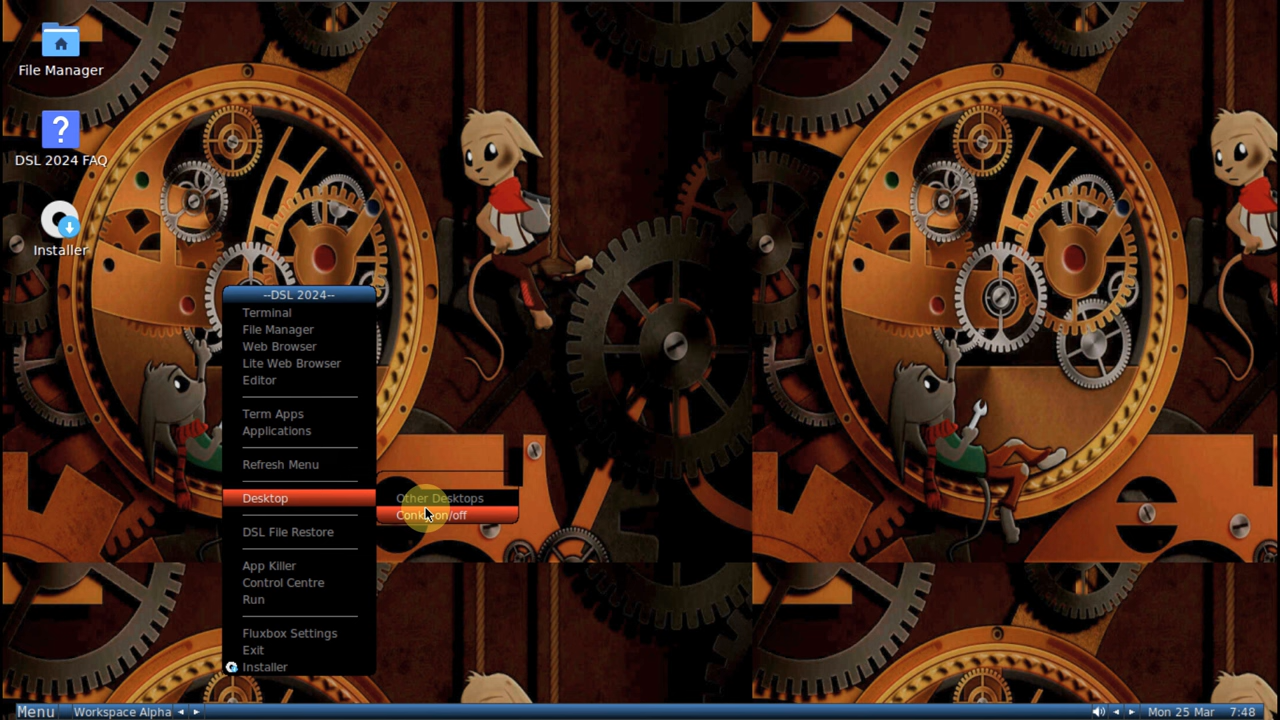 File Manager
DSL 2024 FAQ
Installer
--DSL 2024--
Terminal
File Manager
Web Browser
Lite Web Browser
Editor
Term Apps
Applications
Refresh Menu
Desktop
Other Desktops
Conky on/off
DSL File Restore
App Killer
Control Centre
Run
Fluxbox Settings
Exit
Installer
Menu Workspace Alpha Mon 25 Mar 7:48